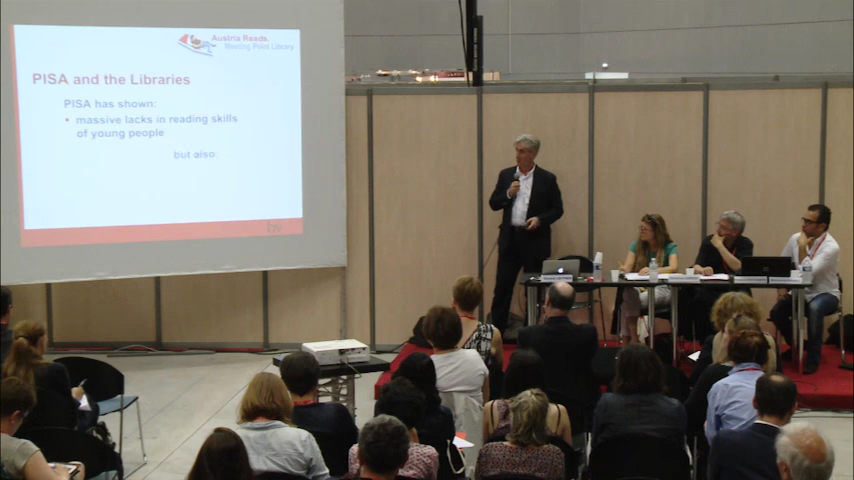 Austria Reads.
Meeting Point Library
PISA and the Libraries
PISA has shown:
• massive lacks in reading skills
of young people
but also:
bv